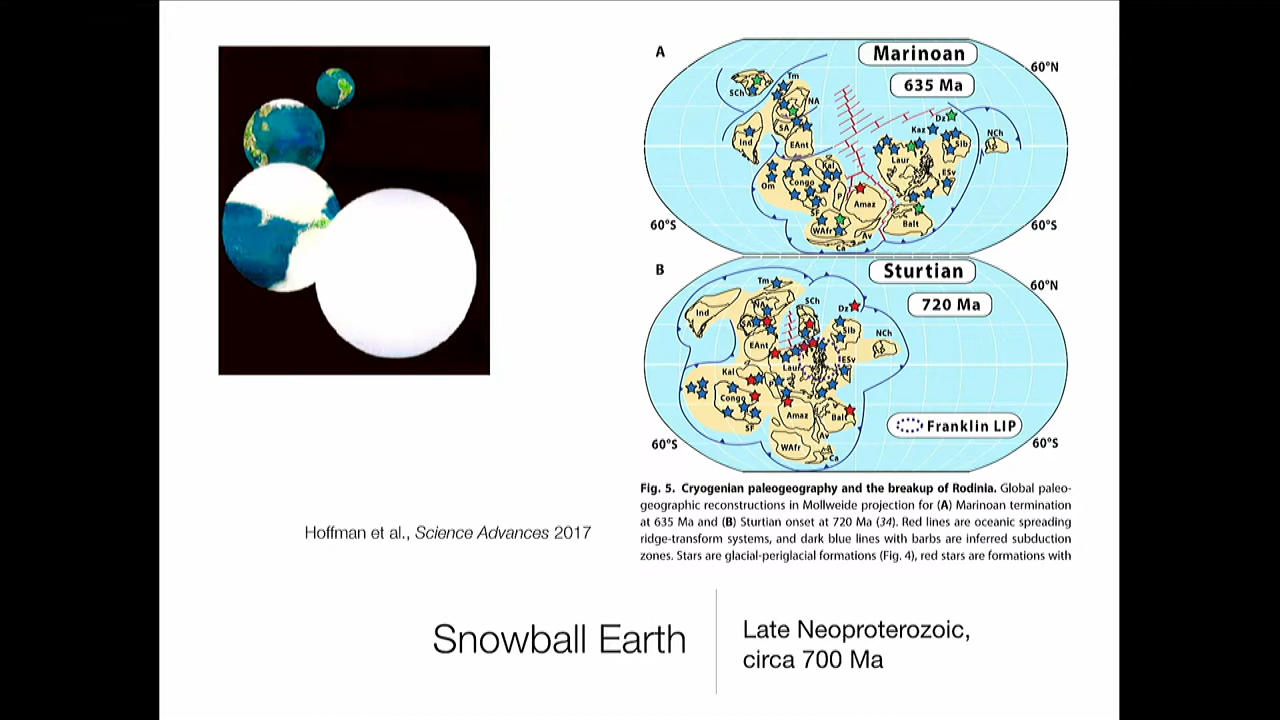 A
Marinoan
635 Ma
60°N
Tm
SCh
NA
SA
Ind
EAnt
Kaz
Dz
NCh
Sib
Laur
Kal
Om
Congo
P
ESv
Amaz
SF
WAfr
Av
Ca
Balt
60°S
60°S
B
Sturtian
720 Ma
60°N
Tm
Ind
NA
SCh
Dz
SA
Sib
NCh
EAnt
ESv
Laur
Kal
P
Congo
Amaz
Balt
SF
Franklin LIP
Av
WAfr
Ca
60°S
60°S
Fig. 5. Cryogenian paleogeography and the breakup of Rodinia. Global paleo-
geographic reconstructions in Mollweide projection for (A) Marinoan termination
at 635 Ma and (B) Sturtian onset at 720 Ma (34). Red lines are oceanic spreading
ridge-transform systems, and dark blue lines with barbs are inferred subduction
zones. Stars are glacial-periglacial formations (Fig. 4), red stars are formations with
Hoffman et al., Science Advances 2017
Snowball Earth
Late Neoproterozoic,
circa 700 Ma